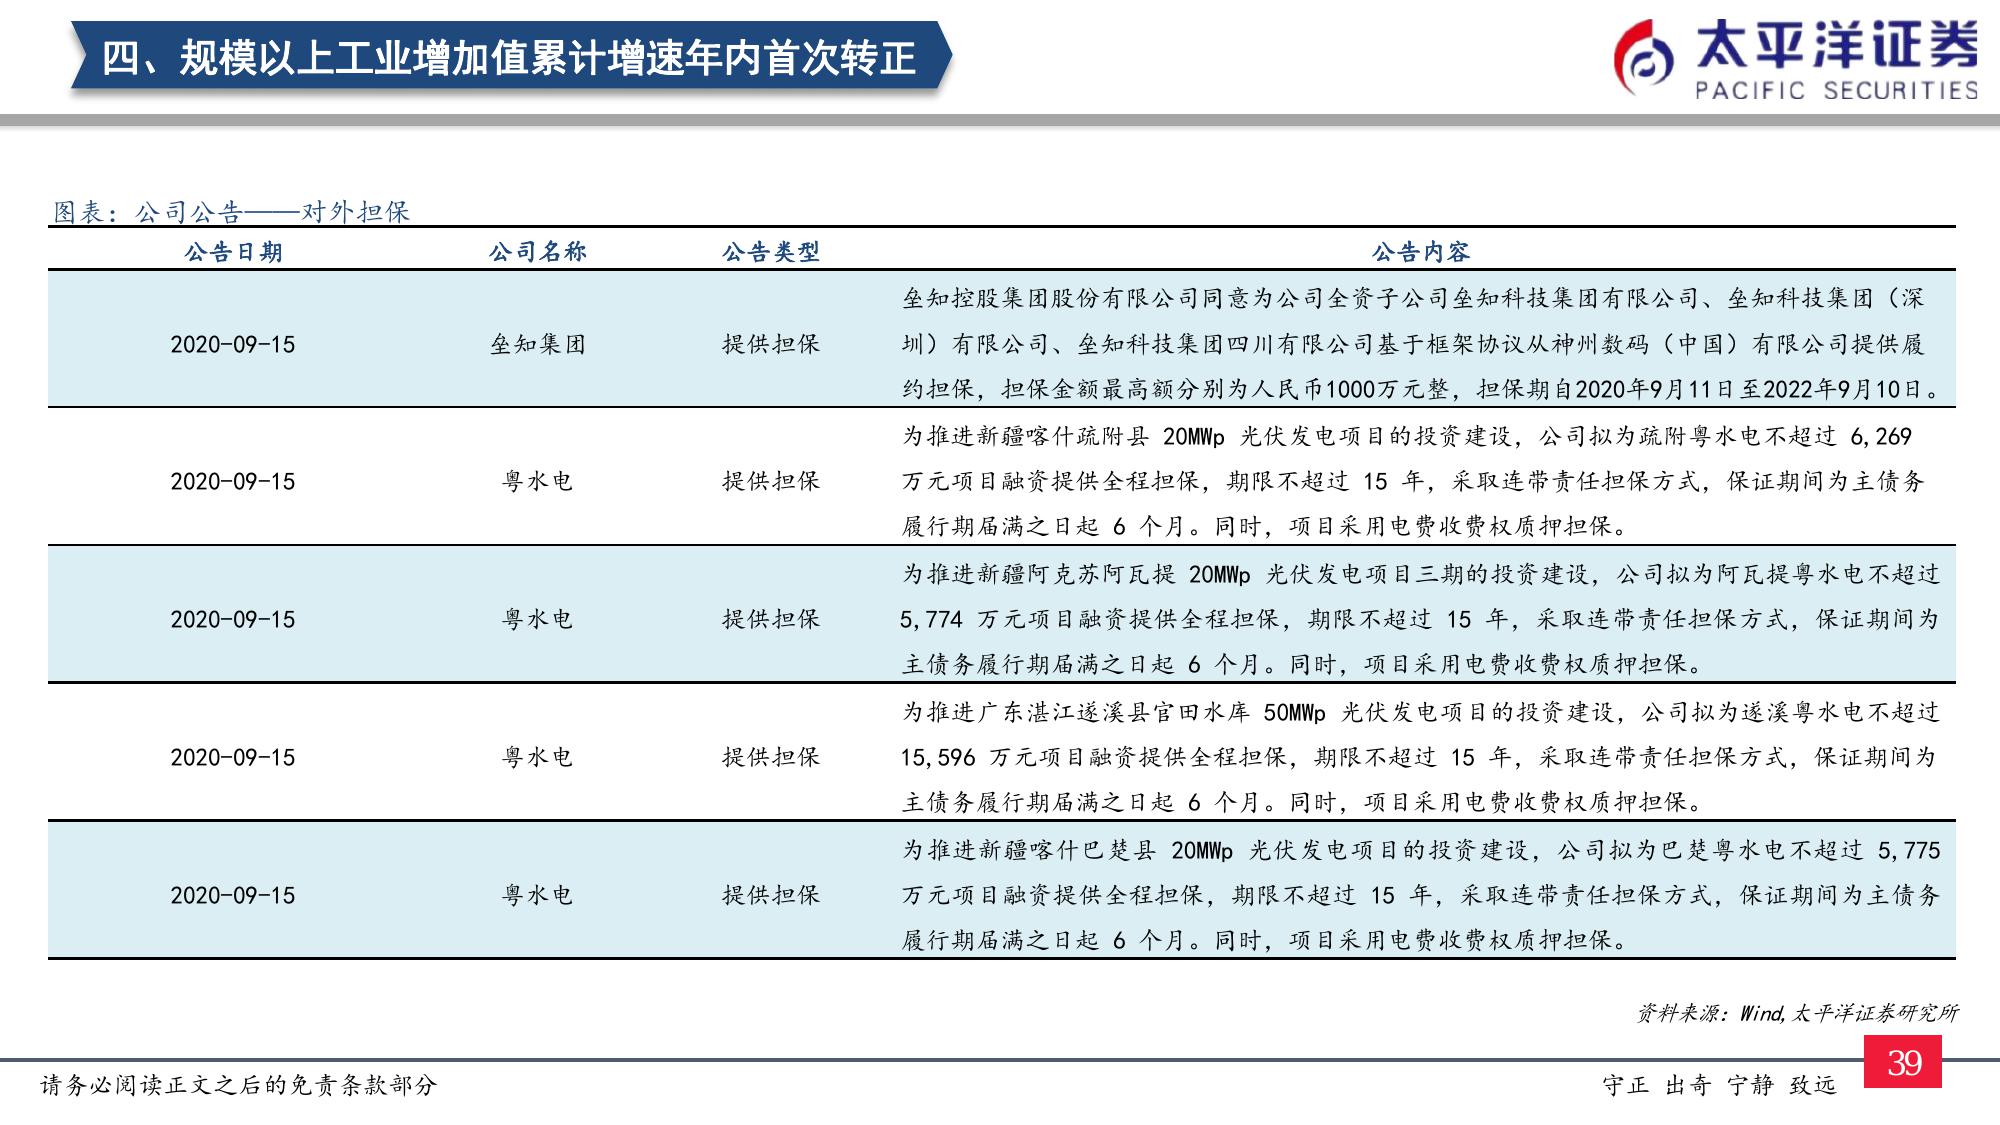 四、规模以上工业增加值累计增速年内首次转正
太平洋证券
PACIFIC SECURITIES
图表：公司公告——对外担保
公告日期 公司名称 公告类型 公告内容
2020-09-15 垒知集团 提供担保
垒知控股集团股份有限公司同意为公司全资子公司垒知科技集团有限公司、垒知科技集团（深
圳）有限公司、垒知科技集团四川有限公司基于框架协议从神州数码（中国）有限公司提供履
约担保，担保金额最高额分别为人民币1000万元整，担保期自2020年9月11日至2022年9月10日。
2020-09-15 粤水电 提供担保
为推进新疆喀什疏附县 20MWp 光伏发电项目的投资建设，公司拟为疏附粤水电不超过 6,269
万元项目融资提供全程担保，期限不超过 15 年，采取连带责任担保方式，保证期间为主债务
履行期届满之日起 6 个月。同时，项目采用电费收费权质押担保。
2020-09-15 粤水电 提供担保
为推进新疆阿克苏阿瓦提 20MWp 光伏发电项目三期的投资建设，公司拟为阿瓦提粤水电不超过
5,774 万元项目融资提供全程担保，期限不超过 15 年，采取连带责任担保方式，保证期间为
主债务履行期届满之日起 6 个月。同时，项目采用电费收费权质押担保。
2020-09-15 粤水电 提供担保
为推进广东湛江遂溪县官田水库 50MWp 光伏发电项目的投资建设，公司拟为遂溪粤水电不超过
15,596 万元项目融资提供全程担保，期限不超过 15 年，采取连带责任担保方式，保证期间为
主债务履行期届满之日起 6 个月。同时，项目采用电费收费权质押担保。
2020-09-15 粤水电 提供担保
为推进新疆喀什巴楚县 20MWp 光伏发电项目的投资建设，公司拟为巴楚粤水电不超过 5,775
万元项目融资提供全程担保，期限不超过 15 年，采取连带责任担保方式，保证期间为主债务
履行期届满之日起 6 个月。同时，项目采用电费收费权质押担保。
资料来源：Wind,太平洋证券研究所
请务必阅读正文之后的免责条款部分
守正 出奇 宁静 致远
39